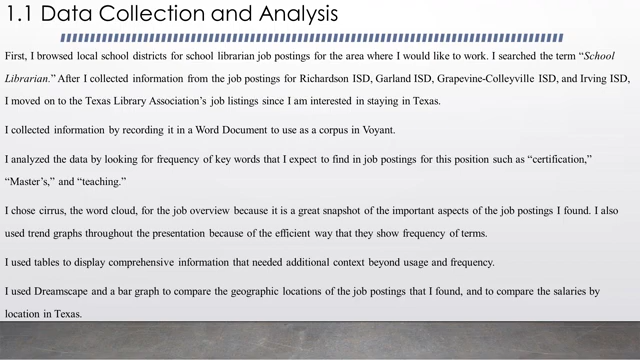 1.1 Data Collection and Analysis
First, I browsed local school districts for school librarian job postings for the area where I would like to work. I searched the term “School
Librarian.” After I collected information from the job postings for Richardson ISD, Garland ISD, Grapevine-Colleyville ISD, and Irving ISD,
I moved on to the Texas Library Association’s job listings since I am interested in staying in Texas.
I collected information by recording it in a Word Document to use as a corpus in Voyant.
I analyzed the data by looking for frequency of key words that I expect to find in job postings for this position such as “certification,”
“Master’s,” and “teaching.”
I chose cirrus, the word cloud, for the job overview because it is a great snapshot of the important aspects of the job postings I found. I also
used trend graphs throughout the presentation because of the efficient way that they show frequency of terms.
I used tables to display comprehensive information that needed additional context beyond usage and frequency.
I used Dreamscape and a bar graph to compare the geographic locations of the job postings that I found, and to compare the salaries by
location in Texas.